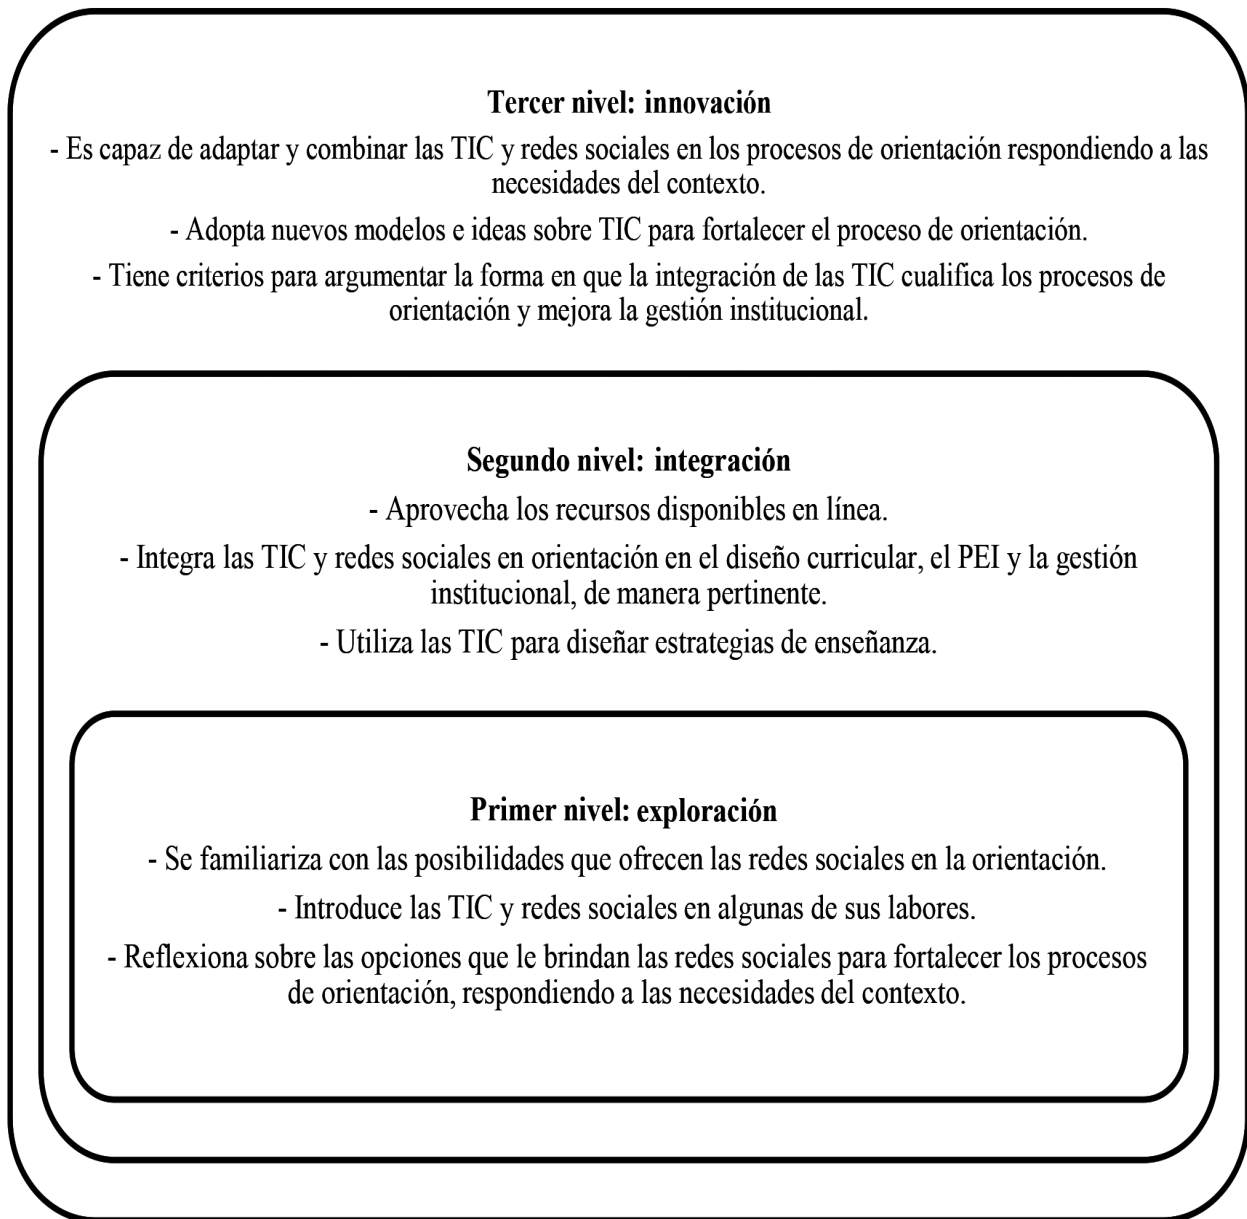 Tercer nivel: innovación
- Es capaz de adaptar y combinar las TIC y redes sociales en los procesos de orientación respondiendo a las
necesidades del contexto.
- Adopta nuevos modelos e ideas sobre TIC para fortalecer el proceso de orientación.
- Tiene criterios para argumentar la forma en que la integración de las TIC cualifica los procesos de
orientación y mejora la gestión institucional.
Segundo nivel: integración
- Aprovecha los recursos disponibles en línea.
- Integra las TIC y redes sociales en orientación en el diseño curricular, el PEI y la gestión
institucional, de manera pertinente.
- Utiliza las TIC para diseñar estrategias de enseñanza.
Primer nivel: exploración
- Se familiariza con las posibilidades que ofrecen las redes sociales en la orientación.
- Introduce las TIC y redes sociales en algunas de sus labores.
- Reflexiona sobre las opciones que le brindan las redes sociales para fortalecer los procesos
de orientación, respondiendo a las necesidades del contexto.